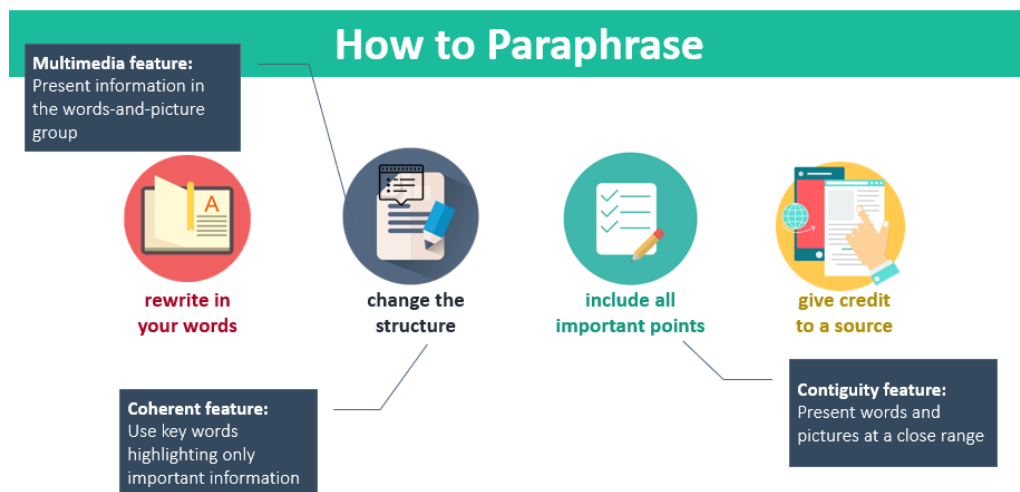 How to Paraphrase
Multimedia feature:
Present information in
the words-and-picture
group
A
rewrite in
your words
change the
structure
include all
important points
give credit
to a source
Coherent feature:
Use key words
highlighting only
important information
Contiguity feature:
Present words and
pictures at a close range